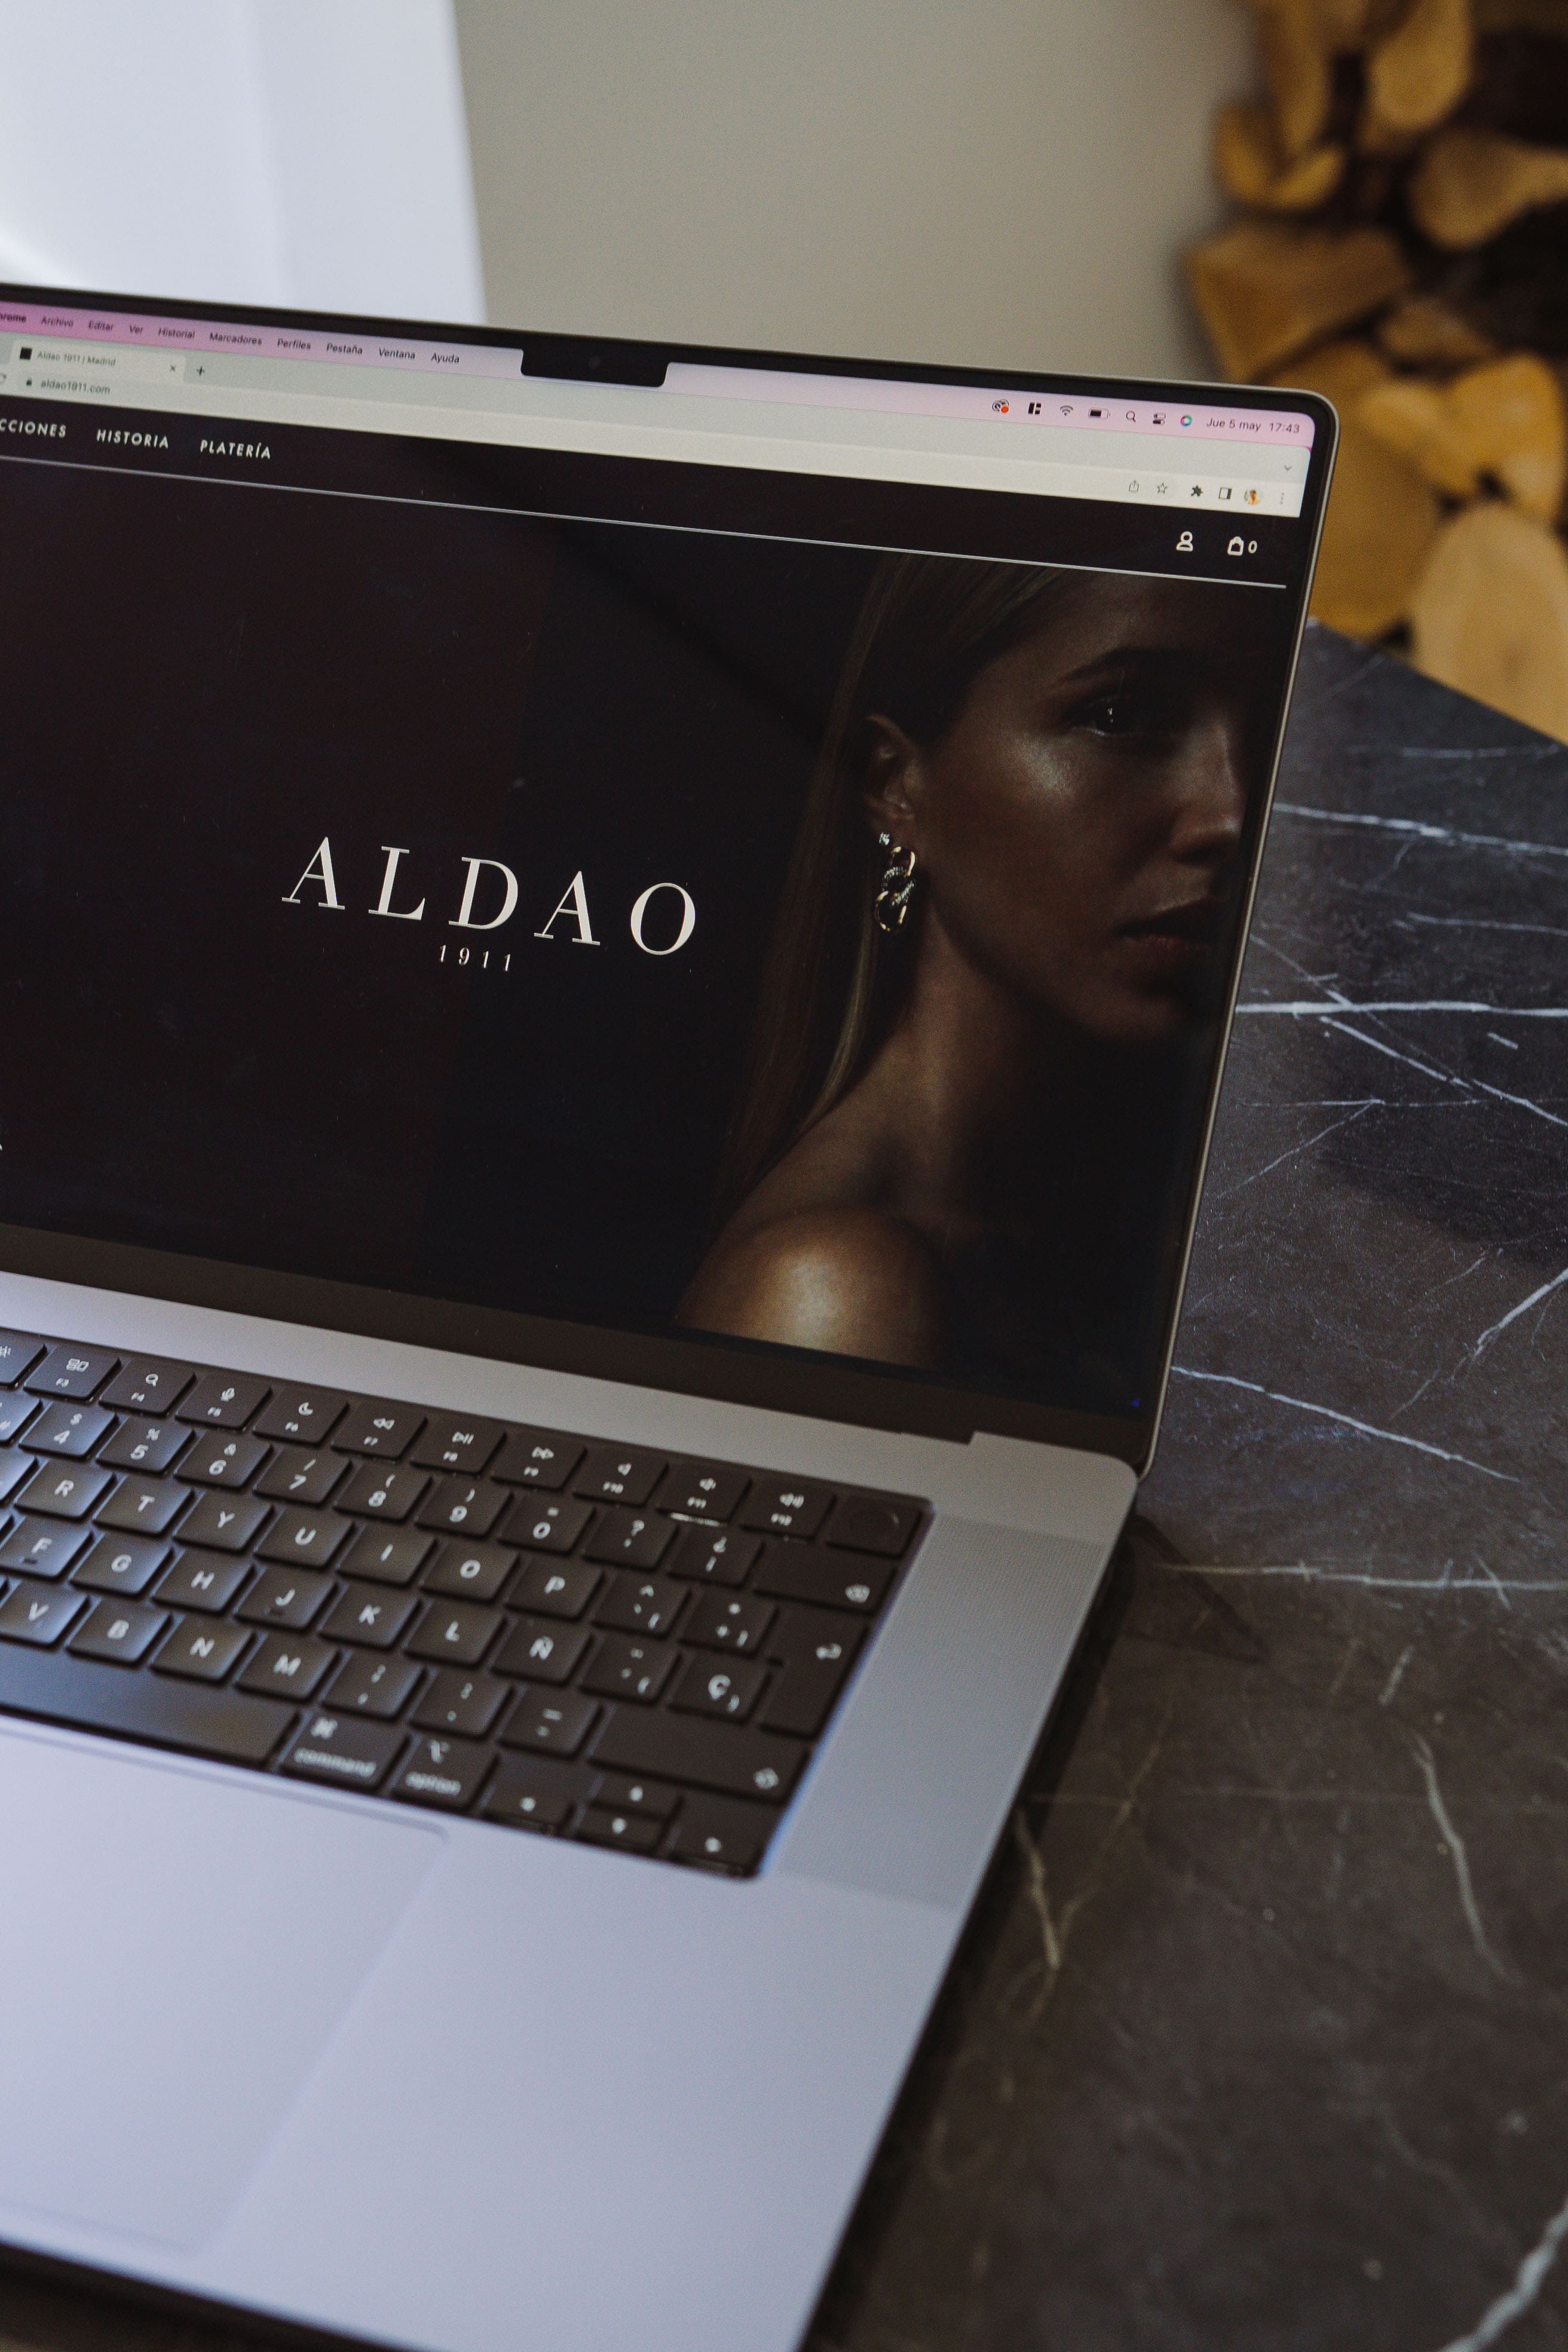 Archivo Editar Ver Historial Marcadores Perfiles Pestaña Ventana Ayuda
Jue 5 may 17:43
Aldao 1911 | Madrid
aldao1911.com
HISTORIA PLATERÍA
0
ALDAO
1911
F3 F4 F5 F6 F7 F8 F9 F10 F11 F12
$ % & / ( ) = ? ¿
4 5 6 7 8 9 0 ' ¡
R T Y U I O P
F G H J K L Ñ Ç
V B N M ; : _
, . -
command option